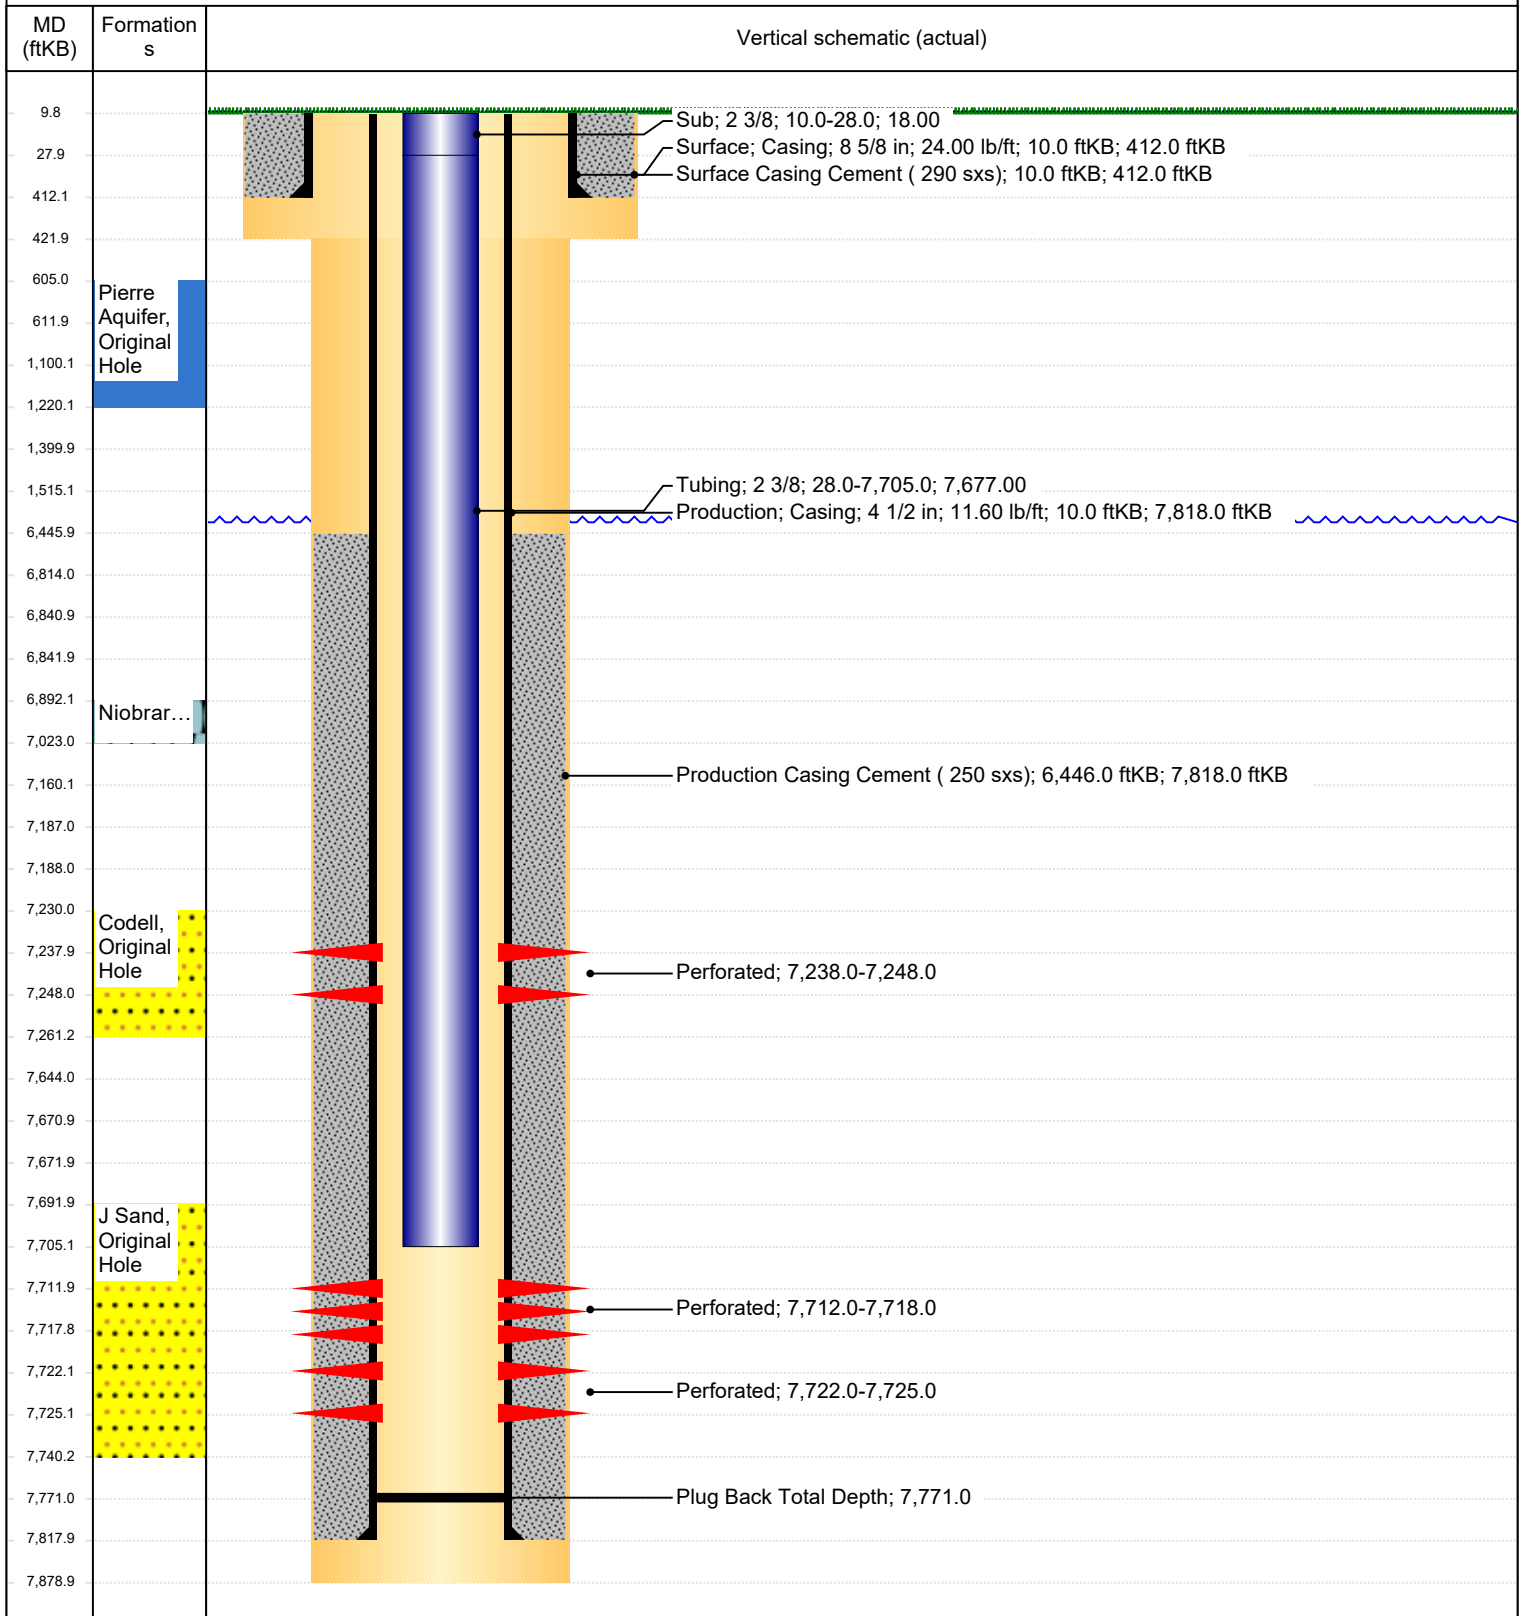 MD
(ftKB)
Formation
s
Vertical schematic (actual)
9.8
Sub; 2 3/8; 10.0-28.0; 18.00
Surface; Casing; 8 5/8 in; 24.00 lb/ft; 10.0 ftKB; 412.0 ftKB
27.9
Surface Casing Cement ( 290 sxs); 10.0 ftKB; 412.0 ftKB
412.1
421.9
605.0
Pierre
Aquifer,
Original
Hole
611.9
1,100.1
1,220.1
1,399.9
1,515.1
Tubing; 2 3/8; 28.0-7,705.0; 7,677.00
Production; Casing; 4 1/2 in; 11.60 lb/ft; 10.0 ftKB; 7,818.0 ftKB
6,445.9
6,814.0
6,840.9
6,841.9
6,892.1
Niobrar…
7,023.0
Production Casing Cement ( 250 sxs); 6,446.0 ftKB; 7,818.0 ftKB
7,160.1
7,187.0
7,188.0
7,230.0
Codell,
Original
Hole
7,237.9
Perforated; 7,238.0-7,248.0
7,248.0
7,261.2
7,644.0
7,670.9
7,671.9
7,691.9
J Sand,
Original
Hole
7,705.1
7,711.9
Perforated; 7,712.0-7,718.0
7,717.8
7,722.1
Perforated; 7,722.0-7,725.0
7,725.1
7,740.2
7,771.0
Plug Back Total Depth; 7,771.0
7,817.9
7,878.9